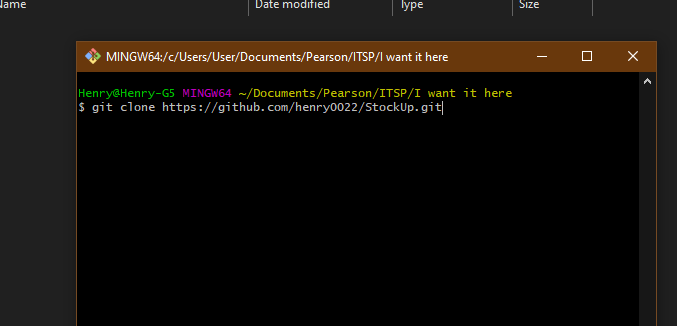 Name Date modified Type Size
MINGW64:/c/Users/User/Documents/Pearson/ITSP/I want it here
Henry@Henry-G5 MINGW64 ~/Documents/Pearson/ITSP/I want it here
$ git clone https://github.com/henry0022/StockUp.git